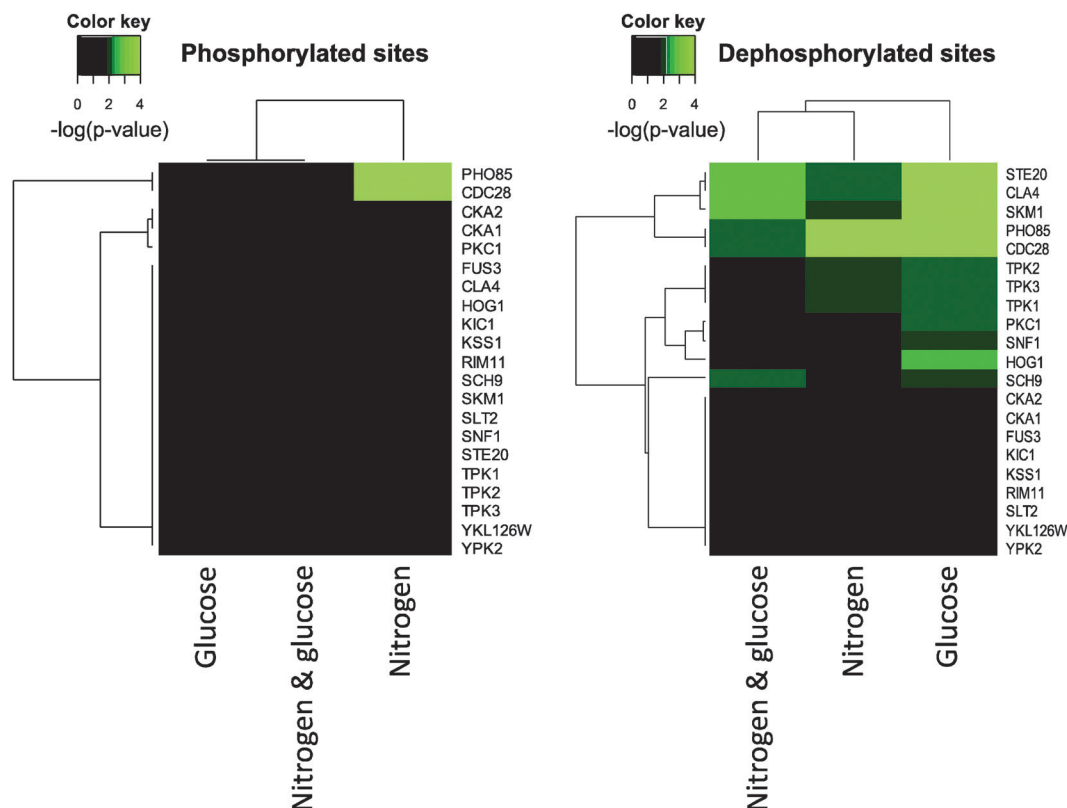 Color key
Phosphorylated sites
0 2 4
-log(p-value)
PHO85
CDC28
CKA2
CKA1
PKC1
FUS3
CLA4
HOG1
KIC1
KSS1
RIM11
SCH9
SKM1
SLT2
SNF1
STE20
TPK1
TPK2
TPK3
YKL126W
YPK2
Glucose
Nitrogen & glucose
Nitrogen
Color key
Dephosphorylated sites
0 2 4
-log(p-value)
STE20
CLA4
SKM1
PHO85
CDC28
TPK2
TPK3
TPK1
PKC1
SNF1
HOG1
SCH9
CKA2
CKA1
FUS3
KIC1
KSS1
RIM11
SLT2
YKL126W
YPK2
Nitrogen & glucose
Nitrogen
Glucose